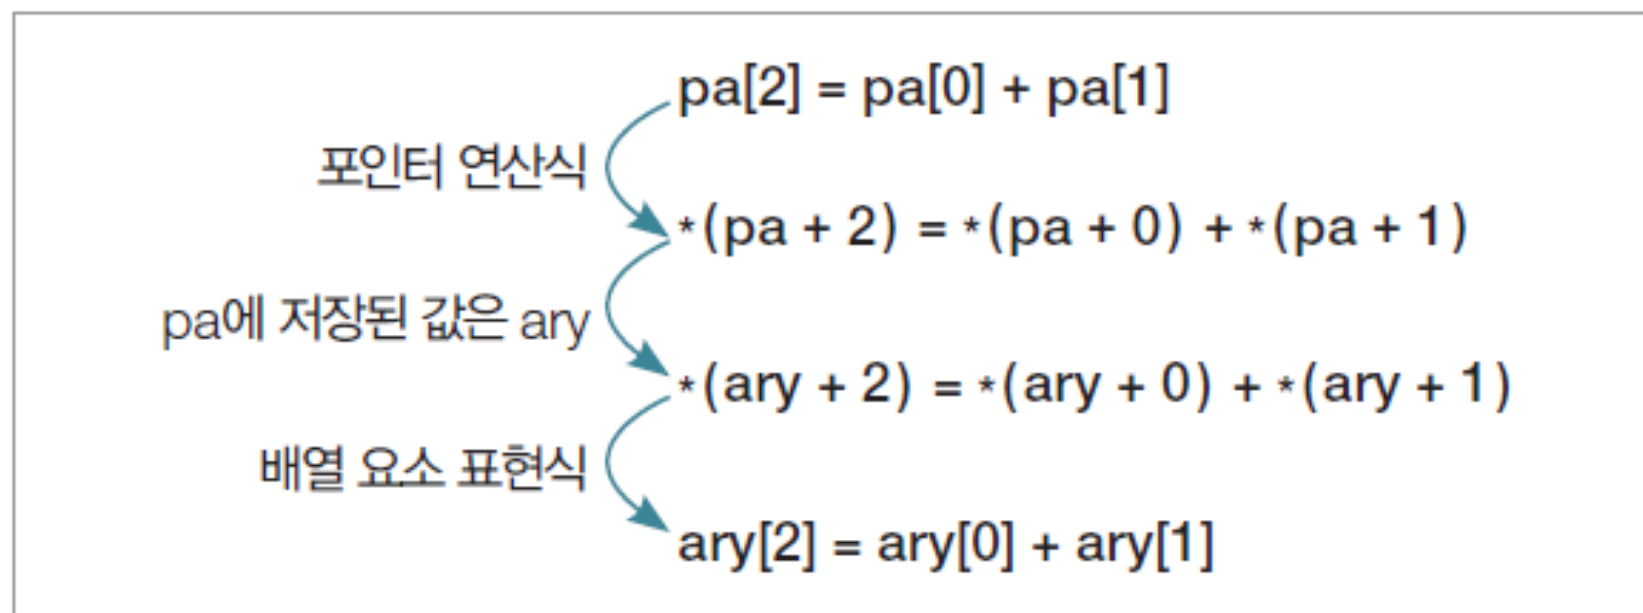 pa[2] = pa[0] + pa[1]
포인터 연산식
*(pa + 2) = *(pa + 0) + *(pa + 1)
pa에 저장된 값은 ary
*(ary + 2) = *(ary + 0) + *(ary + 1)
배열 요소 표현식
ary[2] = ary[0] + ary[1]